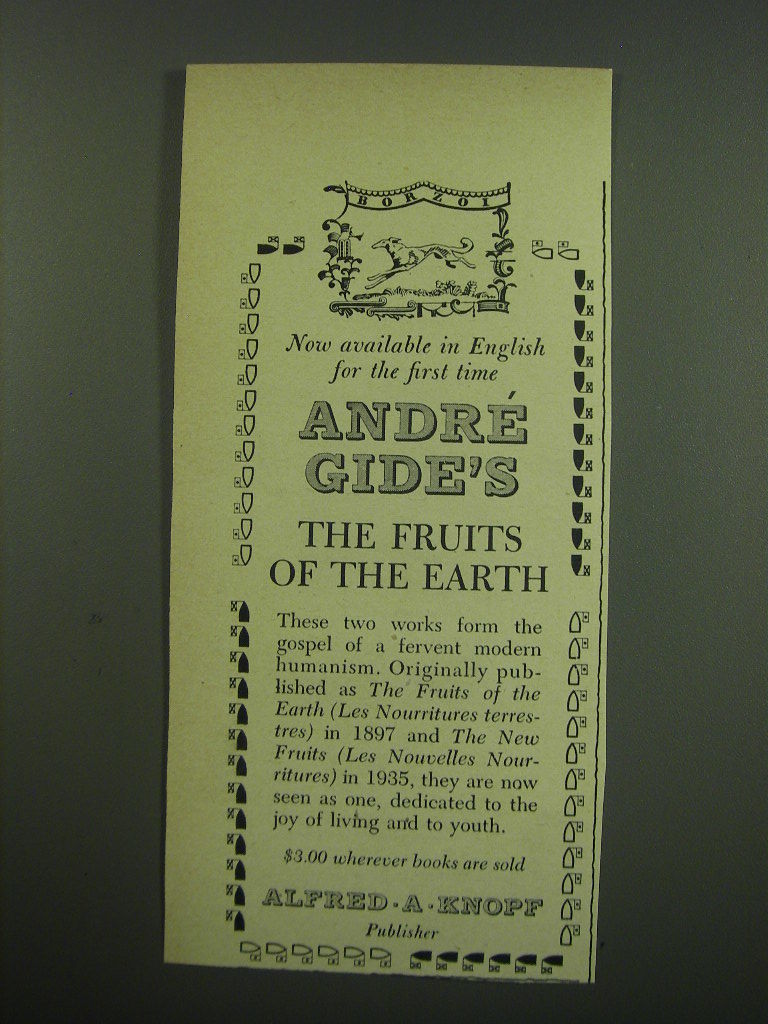 BORZOI
Now available in English
for the first time
ANDRÉ
GIDE'S
THE FRUITS
OF THE EARTH
These two works form the
gospel of a fervent modern
humanism. Originally pub-
lished as The Fruits of the
Earth (Les Nourritures terres-
tres) in 1897 and The New
Fruits (Les Nouvelles Nour-
ritures) in 1935, they are now
seen as one, dedicated to the
joy of living and to youth.
$3.00 wherever books are sold
ALFRED · A · KNOPF
Publisher